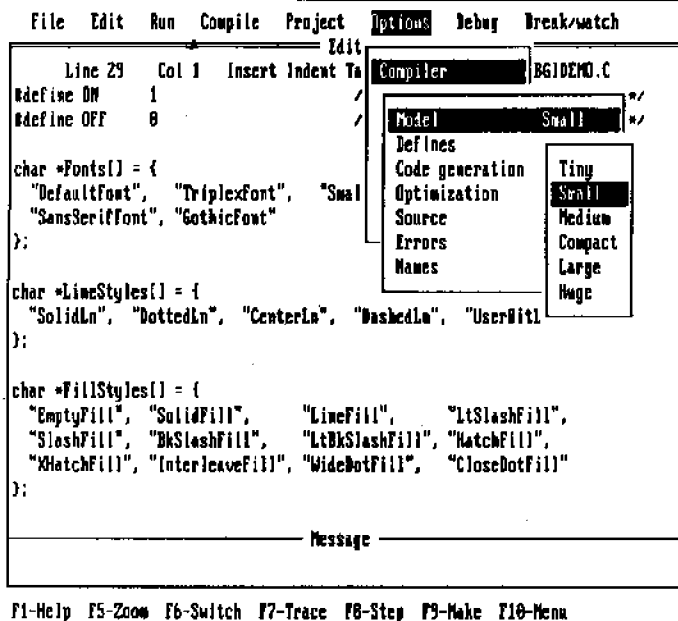 File Edit Run Compile Project Options Debug Break/watch
Edit
Line 29 Col 1 Insert Indent Ta Compiler BGIDEMO.C
#define ON 1 / */
#define OFF 0 / Model Small */
Defines
char *Fonts[] = { Code generation Tiny
"DefaultFont", "TriplexFont", "Smal Optimization Small
"SansSerifFont", "GothicFont" Source Medium
}; Errors Compact
Names Large
char *LineStyles[] = { Huge
"SolidLn", "DottedLn", "CenterLn", "DashedLn", "UserBitL
};
char *FillStyles[] = {
"EmptyFill", "SolidFill", "LineFill", "LtSlashFill",
"SlashFill", "BkSlashFill", "LtBkSlashFill", "HatchFill",
"XHatchFill", "InterleaveFill", "WideDotFill", "CloseDotFill"
};
Message
F1-Help F5-Zoom F6-Switch F7-Trace F8-Step F9-Make F10-Menu